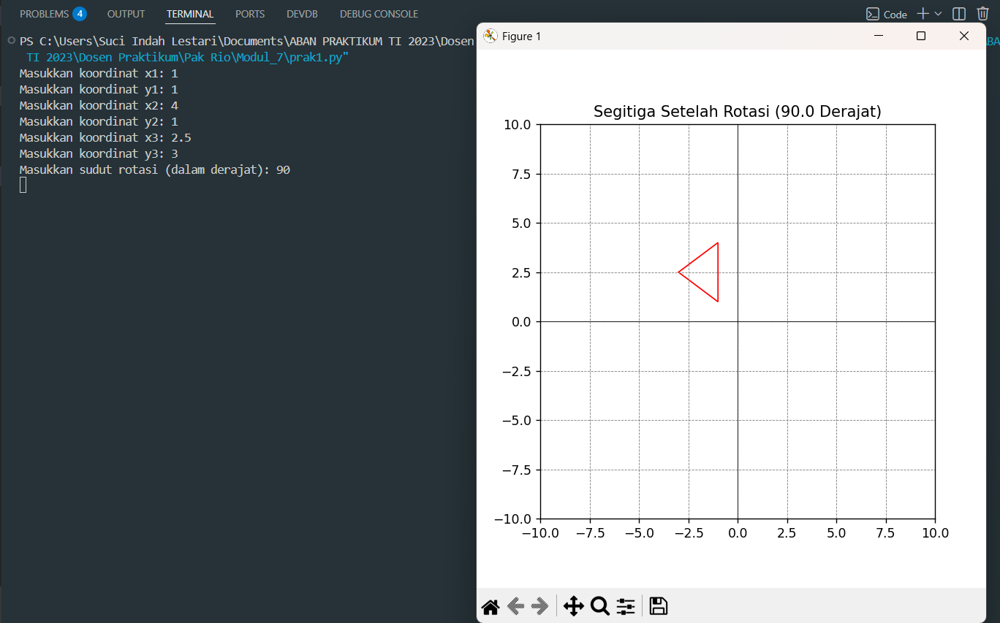 PROBLEMS 4 OUTPUT TERMINAL PORTS DEVDB DEBUG CONSOLE Code
PS C:\Users\Suci Indah Lestari\Documents\ABAN PRAKTIKUM TI 2023\Dosen
TI 2023\Dosen Praktikum\Pak Rio\Modul_7\prak1.py"
Masukkan koordinat x1: 1
Masukkan koordinat y1: 1
Masukkan koordinat x2: 4
Masukkan koordinat y2: 1
Masukkan koordinat x3: 2.5
Masukkan koordinat y3: 3
Masukkan sudut rotasi (dalam derajat): 90
Figure 1
Segitiga Setelah Rotasi (90.0 Derajat)
10.0
7.5
5.0
2.5
0.0
−2.5
−5.0
−7.5
−10.0
−10.0 −7.5 −5.0 −2.5 0.0 2.5 5.0 7.5 10.0